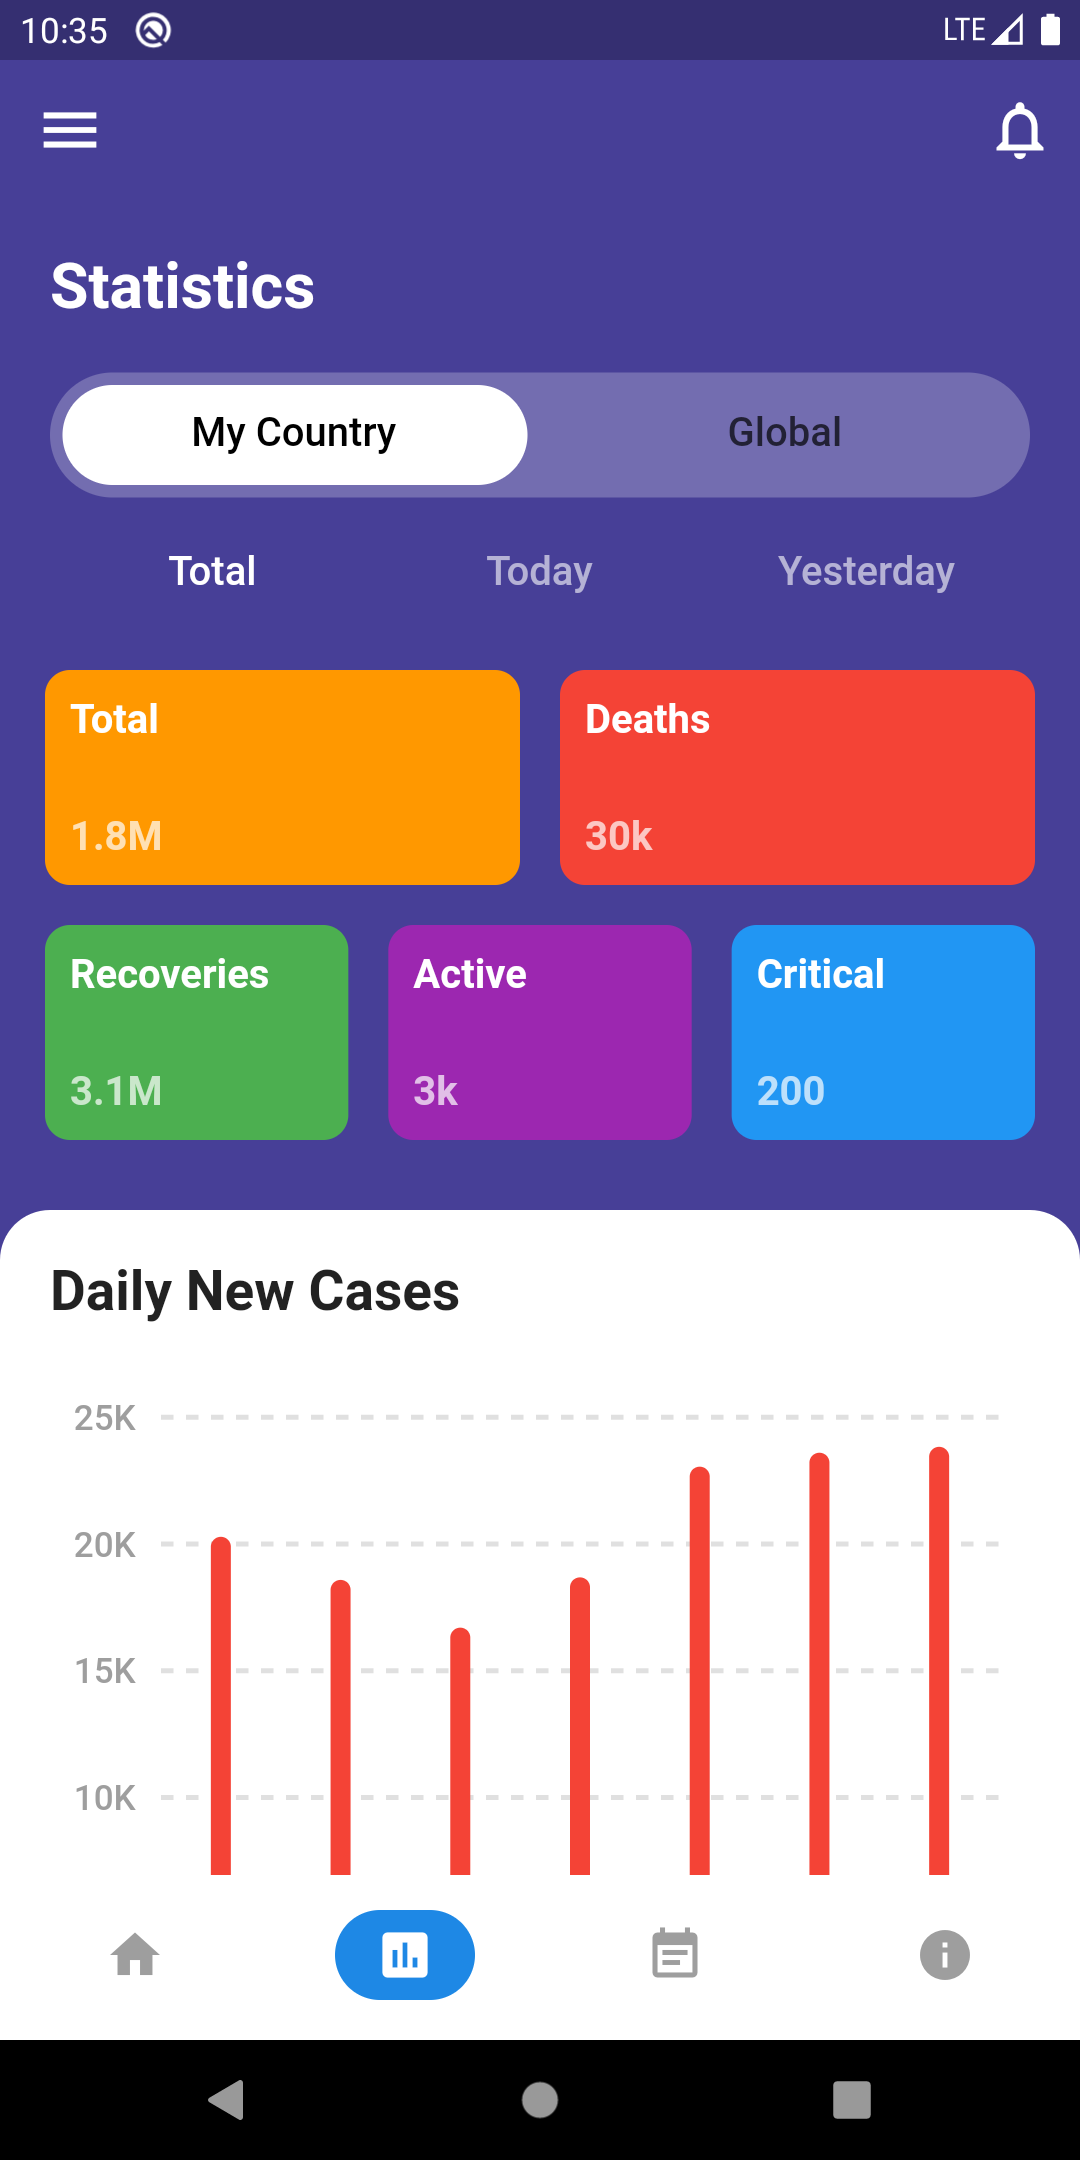 10:35 LTE
Statistics
My Country Global
Total Today Yesterday
Total Deaths
1.8M 30k
Recoveries Active Critical
3.1M 3k 200
Daily New Cases
25K
20K
15K
10K